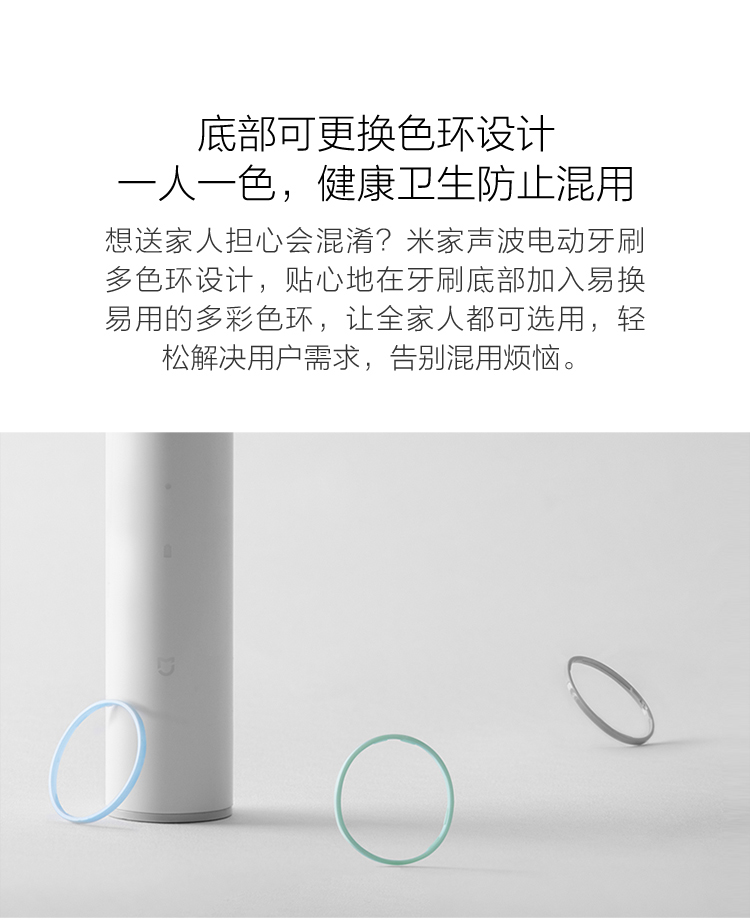 底部可更换色环设计
一人一色，健康卫生防止混用
想送家人担心会混淆？米家声波电动牙刷
多色环设计，贴心地在牙刷底部加入易换
易用的多彩色环，让全家人都可选用，轻
松解决用户需求，告别混用烦恼。